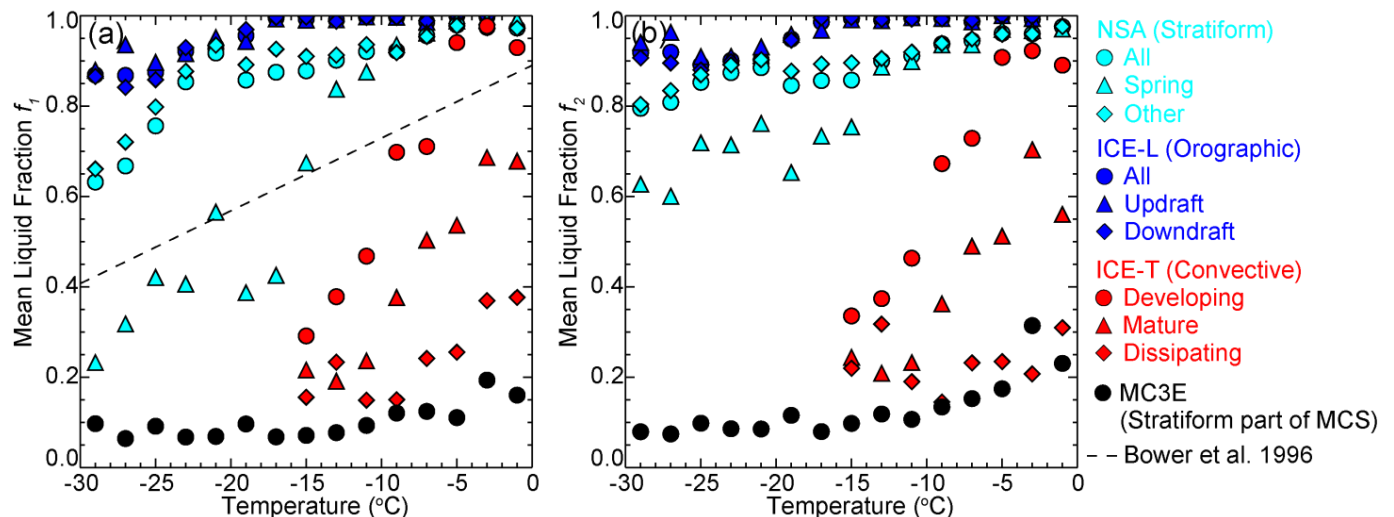 (a)
Mean Liquid Fraction f1
1.0
0.8
0.6
0.4
0.2
0.0
-30 -25 -20 -15 -10 -5 0
Temperature (oC)
(b)
Mean Liquid Fraction f2
1.0
0.8
0.6
0.4
0.2
0.0
-30 -25 -20 -15 -10 -5 0
Temperature (oC)
NSA (Stratiform)
All
Spring
Other
ICE-L (Orographic)
All
Updraft
Downdraft
ICE-T (Convective)
Developing
Mature
Dissipating
MC3E
(Stratiform part of MCS)
Bower et al. 1996